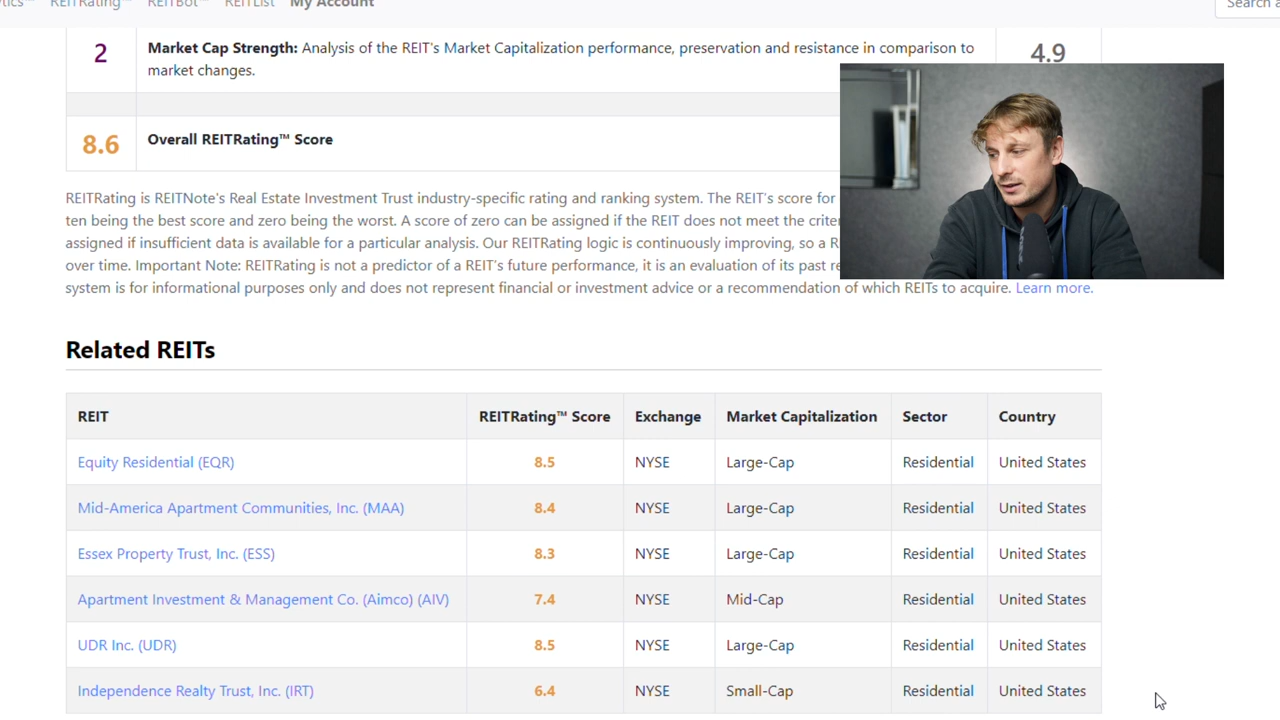 REITRating™ REITBot™ REITList My Account
Search
2 Market Cap Strength: Analysis of the REIT's Market Capitalization performance, preservation and resistance in comparison to 4.9
market changes.
8.6 Overall REITRating™ Score
REITRating is REITNote's Real Estate Investment Trust industry-specific rating and ranking system. The REIT's score for
ten being the best score and zero being the worst. A score of zero can be assigned if the REIT does not meet the
assigned if insufficient data is available for a particular analysis. Our REITRating logic is continuously improving, so a
over time. Important Note: REITRating is not a predictor of a REIT's future performance, it is an evaluation of its past
system is for informational purposes only and does not represent financial or investment advice or a recommendation of which REITs to acquire. Learn more.
Related REITs
REIT REITRating™ Score Exchange Market Capitalization Sector Country
Equity Residential (EQR) 8.5 NYSE Large-Cap Residential United States
Mid-America Apartment Communities, Inc. (MAA) 8.4 NYSE Large-Cap Residential United States
Essex Property Trust, Inc. (ESS) 8.3 NYSE Large-Cap Residential United States
Apartment Investment & Management Co. (Aimco) (AIV) 7.4 NYSE Mid-Cap Residential United States
UDR Inc. (UDR) 8.5 NYSE Large-Cap Residential United States
Independence Realty Trust, Inc. (IRT) 6.4 NYSE Small-Cap Residential United States